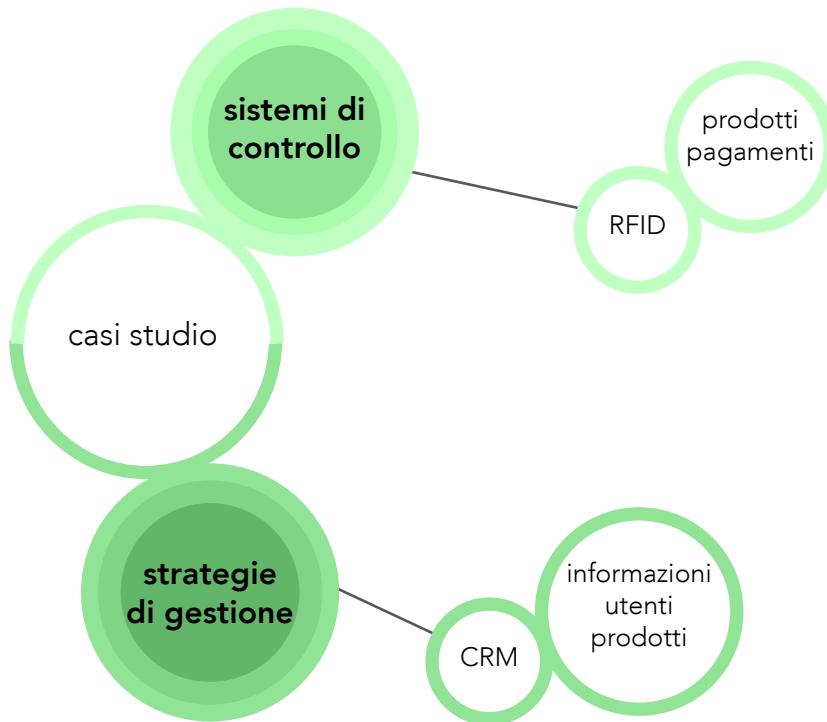 sistemi di
controllo
prodotti
pagamenti
RFID
casi studio
strategie
di gestione
informazioni
utenti
prodotti
CRM